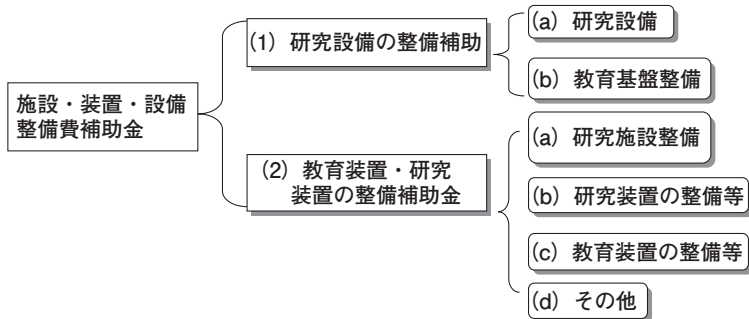 施設・装置・設備
整備費補助金
(1) 研究設備の整備補助
(a) 研究設備
(b) 教育基盤整備
(2) 教育装置・研究
装置の整備補助金
(a) 研究施設整備
(b) 研究装置の整備等
(c) 教育装置の整備等
(d) その他